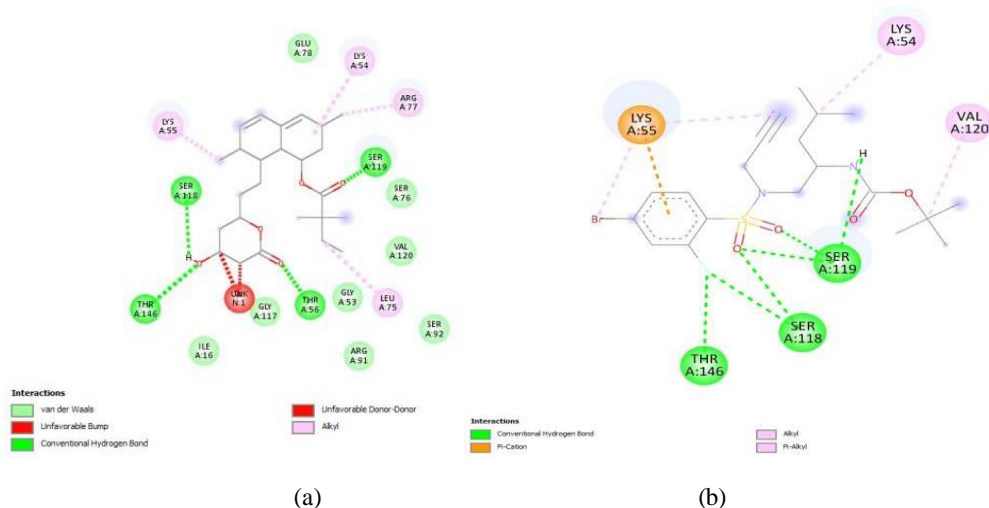 GLU
A:78
LYS
A:54
ARG
A:77
LYS
A:55
SER
A:119
SER
A:118
SER
A:76
O
O
VAL
A:120
H
O
O
O
THR
A:146
N:1
GLY
A:117
THR
A:56
GLY
A:53
LEU
A:75
SER
A:92
ILE
A:16
ARG
A:91
Interactions
van der Waals
Unfavorable Bump
Conventional Hydrogen Bond
Unfavorable Donor-Donor
Alkyl
(a)
LYS
A:54
LYS
A:55
VAL
A:120
H
N
N
O
O
Br
S
O
O
SER
A:119
SER
A:118
THR
A:146
Interactions
Conventional Hydrogen Bond
Pi-Cation
Alkyl
Pi-Alkyl
(b)